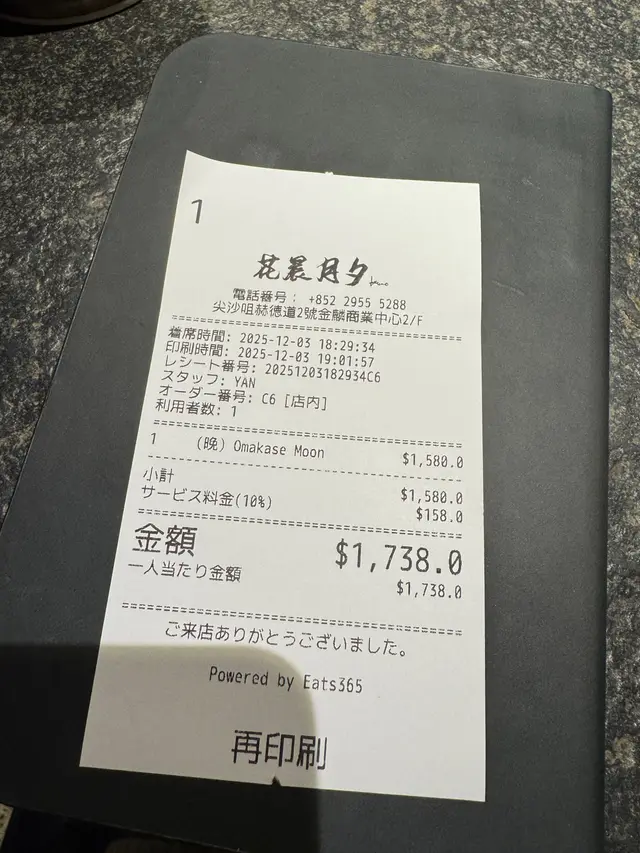 1
花晨月夕
電話番号： +852 2955 5288
尖沙咀赫德道2號金麟商業中心2/F
着席時間: 2025-12-03 18:29:34
印刷時間: 2025-12-03 19:01:57
レシート番号: 20251203182934C6
スタッフ: YAN
オーダー番号: C6 [店内]
利用者数: 1
1 (晩) Omakase Moon $1,580.0
小計 $1,580.0
サービス料金(10%) $158.0
金額 $1,738.0
一人当たり金額 $1,738.0
ご来店ありがとうございました。
Powered by Eats365
再印刷